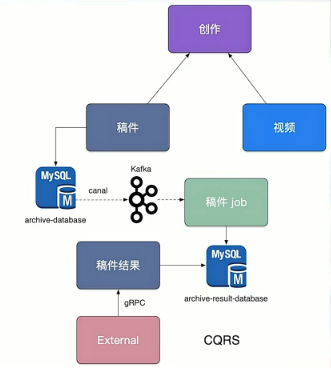 创作
稿件
视频
MySQL
M
archive-database
canal
Kafka
稿件 job
稿件结果
MySQL
M
archive-result-database
gRPC
External
CQRS